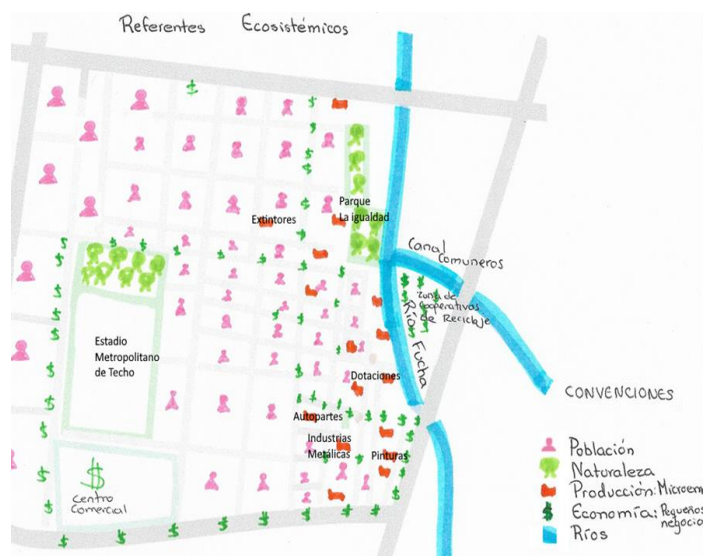 Referentes Ecosistémicos
Extintores
Parque
La igualdad
Canal
Comuneros
$ $
Zona de
Cooperativas
de Reciclaje
Río Fucha
Estadio
Metropolitano
de Techo
Dotaciones
Autopartes
Industrias
Metálicas
Pinturas
$
Centro
Comercial
CONVENCIONES
Población
Naturaleza
Producción: Microem
$ Economía: Pequeños
negocio
Ríos